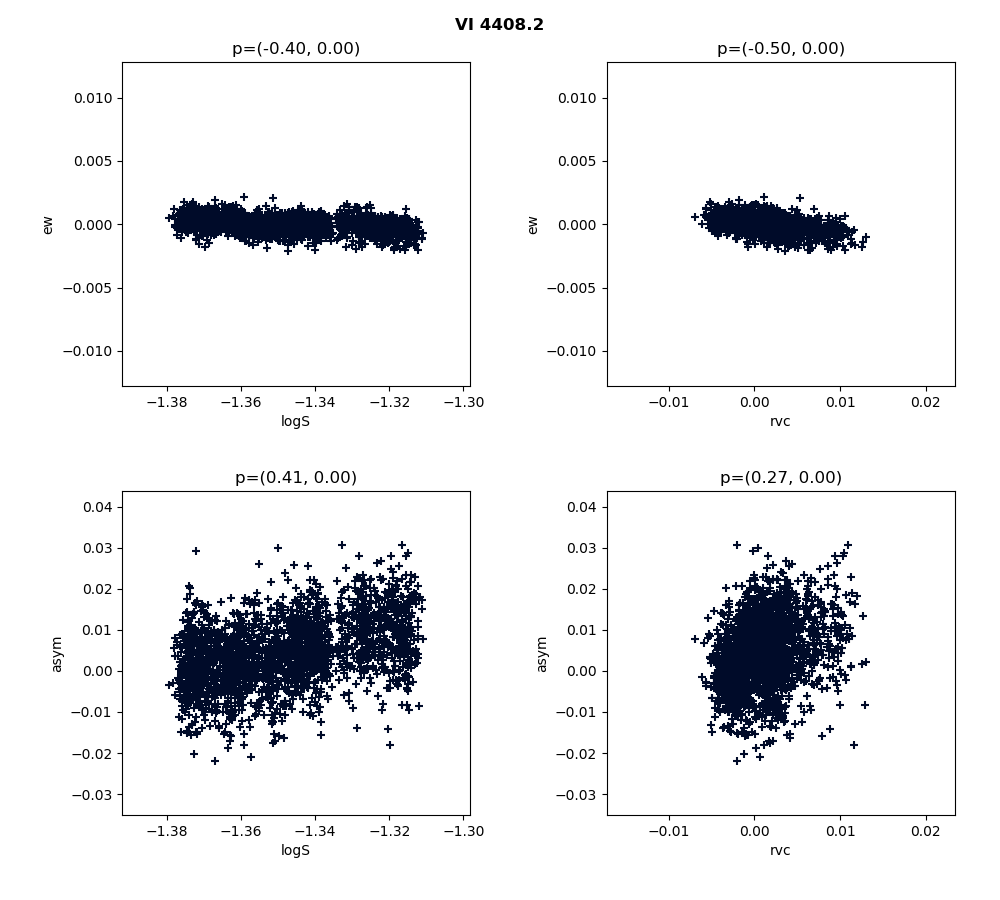 VI 4408.2
p=(-0.40, 0.00)
0.010
0.005
0.000
−0.005
−0.010
ew
−1.38 −1.36 −1.34 −1.32 −1.30
logS
p=(-0.50, 0.00)
0.010
0.005
0.000
−0.005
−0.010
ew
−0.01 0.00 0.01 0.02
rvc
p=(0.41, 0.00)
0.04
0.03
0.02
0.01
0.00
−0.01
−0.02
−0.03
asym
−1.38 −1.36 −1.34 −1.32 −1.30
logS
p=(0.27, 0.00)
0.04
0.03
0.02
0.01
0.00
−0.01
−0.02
−0.03
asym
−0.01 0.00 0.01 0.02
rvc